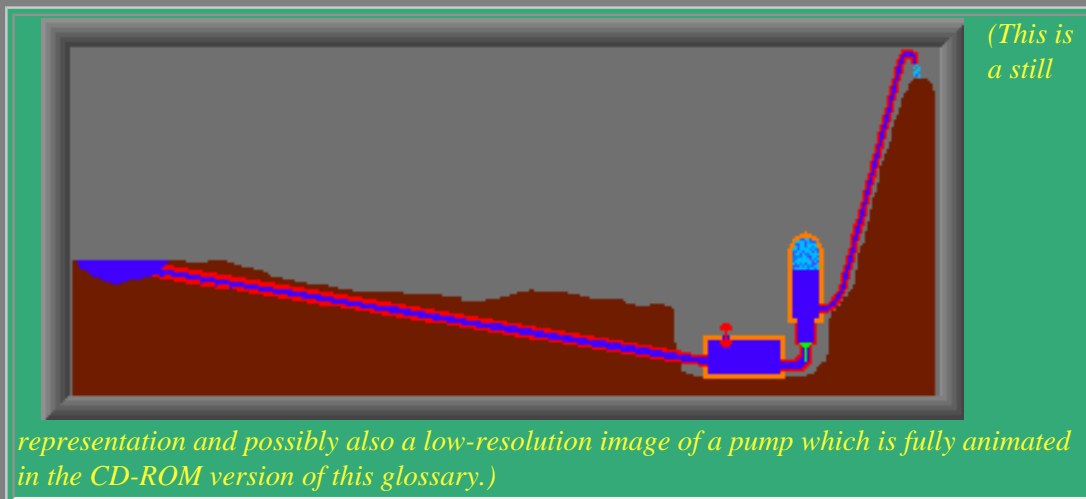 (This is
a still
representation and possibly also a low-resolution image of a pump which is fully animated
in the CD-ROM version of this glossary.)